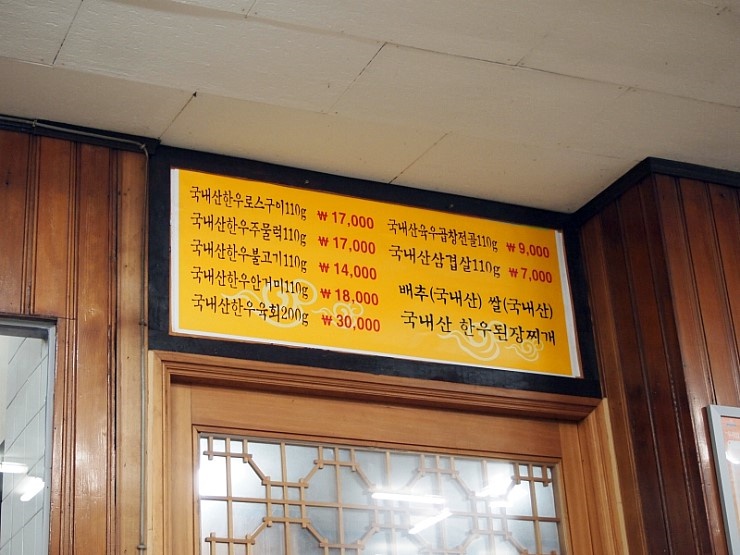 국내산한우로스구이110g ₩ 17,000
국내산한우주물럭110g ₩ 17,000
국내산한우불고기110g ₩ 14,000
국내산한우안거미110g ₩ 18,000
국내산한우육회200g ₩ 30,000
국내산육우곱창전골110g ₩ 9,000
국내산삼겹살110g ₩ 7,000
배추(국내산) 쌀(국내산)
국내산 한우된장찌개